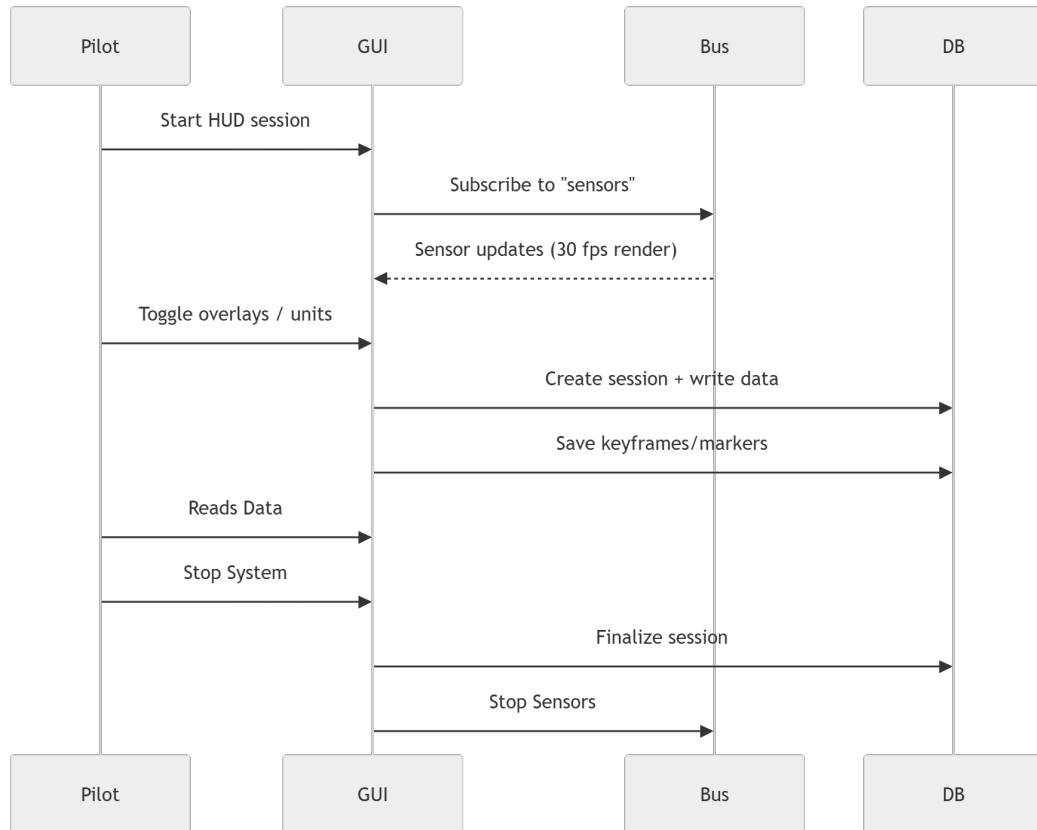 Pilot
GUI
Bus
DB
Start HUD session
Subscribe to "sensors"
Sensor updates (30 fps render)
Toggle overlays / units
Create session + write data
Save keyframes/markers
Reads Data
Stop System
Finalize session
Stop Sensors
Pilot
GUI
Bus
DB